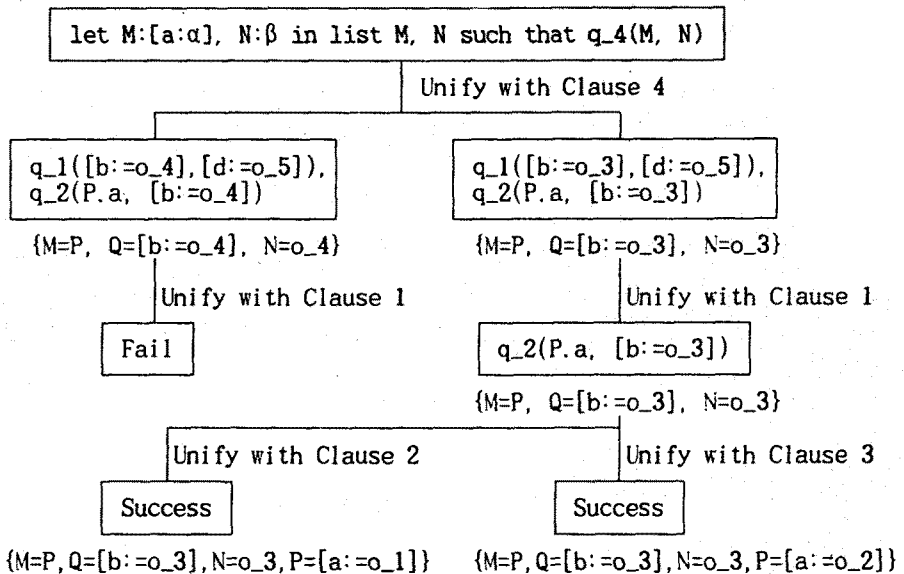 let M:[a:α], N:β in list M, N such that q_4(M, N)
Unify with Clause 4
q_1([b:=o_4],[d:=o_5]),
q_2(P.a, [b:=o_4])
{M=P, Q=[b:=o_4], N=o_4}
q_1([b:=o_3],[d:=o_5]),
q_2(P.a, [b:=o_3])
{M=P, Q=[b:=o_3], N=o_3}
Unify with Clause 1
Unify with Clause 1
Fail
q_2(P.a, [b:=o_3])
{M=P, Q=[b:=o_3], N=o_3}
Unify with Clause 2
Unify with Clause 3
Success
Success
{M=P,Q=[b:=o_3],N=o_3,P=[a:=o_1]}
{M=P,Q=[b:=o_3],N=o_3,P=[a:=o_2]}